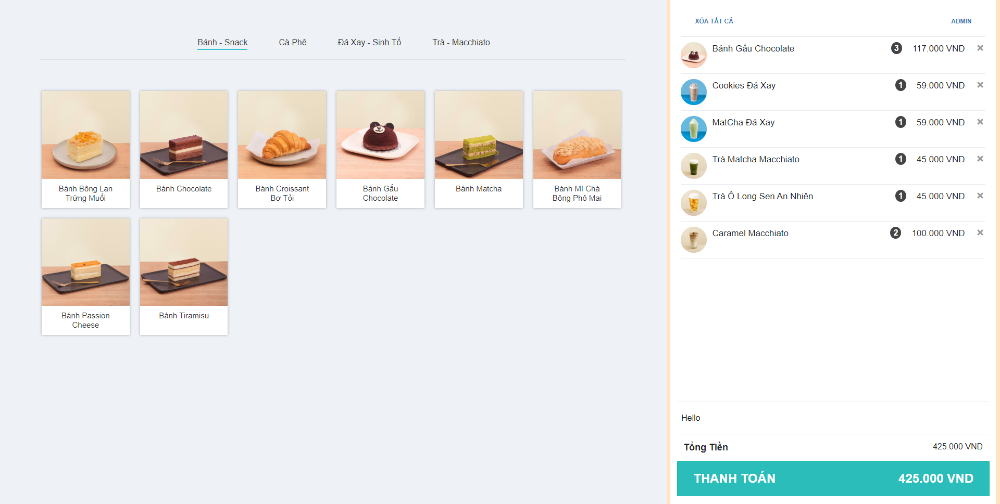 Bánh - Snack
Cà Phê
Đá Xay - Sinh Tố
Trà - Macchiato
Bánh Bông Lan
Trứng Muối
Bánh Chocolate
Bánh Croissant
Bơ Tỏi
Bánh Gấu
Chocolate
Bánh Matcha
Bánh Mì Chà
Bông Phô Mai
Bánh Passion
Cheese
Bánh Tiramisu
XÓA TẤT CẢ
ADMIN
Bánh Gấu Chocolate 3 117.000 VND ×
Cookies Đá Xay 1 59.000 VND ×
MatCha Đá Xay 1 59.000 VND ×
Trà Matcha Macchiato 1 45.000 VND ×
Trà Ô Long Sen An Nhiên 1 45.000 VND ×
Caramel Macchiato 2 100.000 VND ×
Hello
Tổng Tiền 425.000 VND
THANH TOÁN 425.000 VND